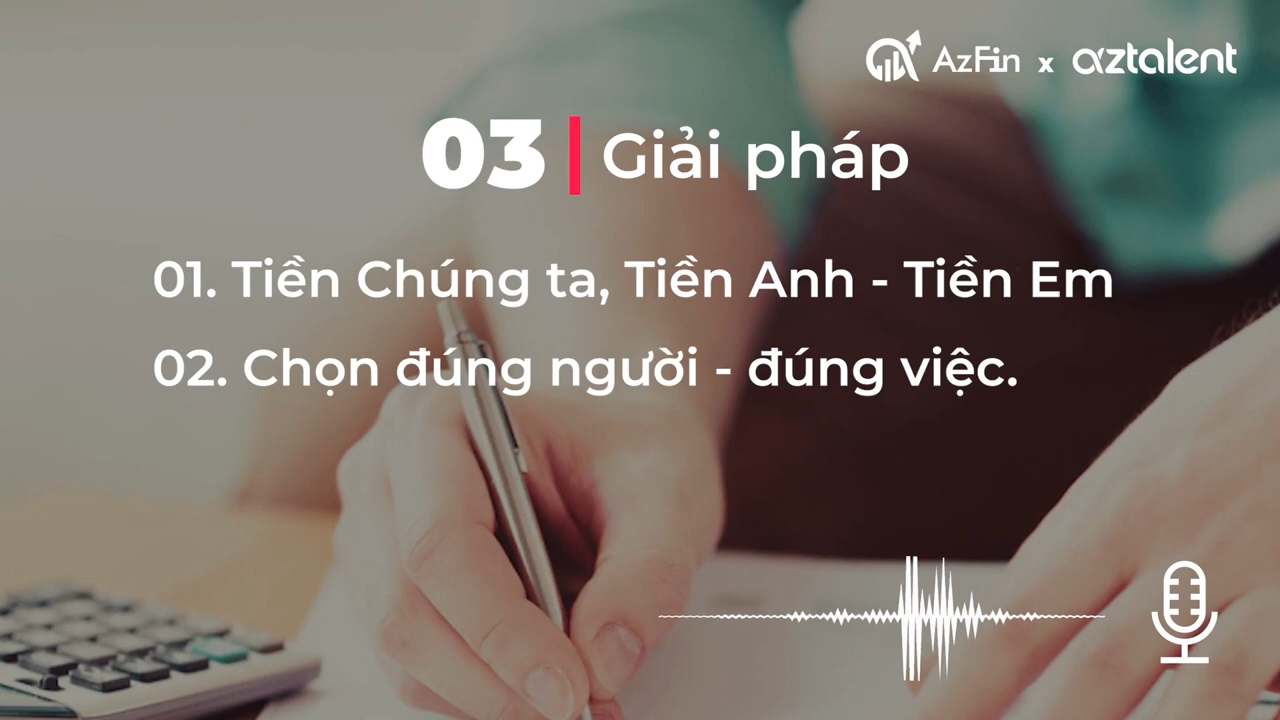 AzFin x aztalent
03 | Giải pháp
01. Tiền Chúng ta, Tiền Anh - Tiền Em
02. Chọn đúng người - đúng việc.